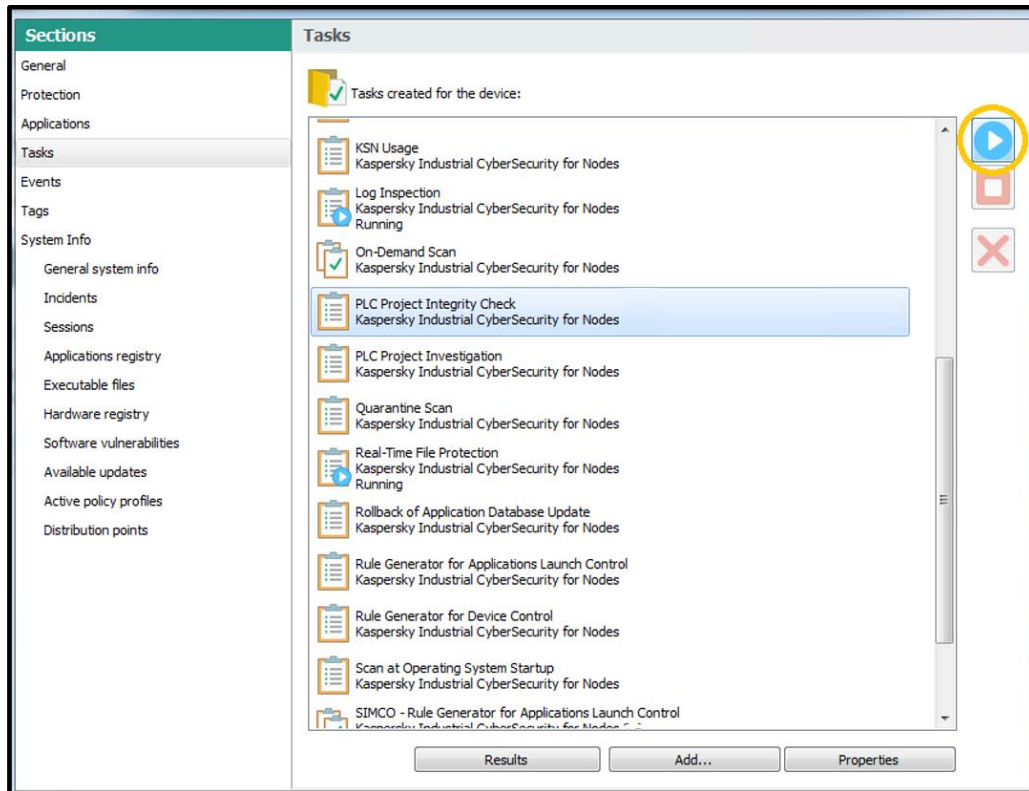 Sections
General
Protection
Applications
Tasks
Events
Tags
System Info
General system info
Incidents
Sessions
Applications registry
Executable files
Hardware registry
Software vulnerabilities
Available updates
Active policy profiles
Distribution points
Tasks
Tasks created for the device:
KSN Usage
Kaspersky Industrial CyberSecurity for Nodes
Log Inspection
Kaspersky Industrial CyberSecurity for Nodes
Running
On-Demand Scan
Kaspersky Industrial CyberSecurity for Nodes
PLC Project Integrity Check
Kaspersky Industrial CyberSecurity for Nodes
PLC Project Investigation
Kaspersky Industrial CyberSecurity for Nodes
Quarantine Scan
Kaspersky Industrial CyberSecurity for Nodes
Real-Time File Protection
Kaspersky Industrial CyberSecurity for Nodes
Running
Rollback of Application Database Update
Kaspersky Industrial CyberSecurity for Nodes
Rule Generator for Applications Launch Control
Kaspersky Industrial CyberSecurity for Nodes
Rule Generator for Device Control
Kaspersky Industrial CyberSecurity for Nodes
Scan at Operating System Startup
Kaspersky Industrial CyberSecurity for Nodes
SIMCO - Rule Generator for Applications Launch Control
Kaspersky Industrial CyberSecurity for Nodes
Results
Add...
Properties